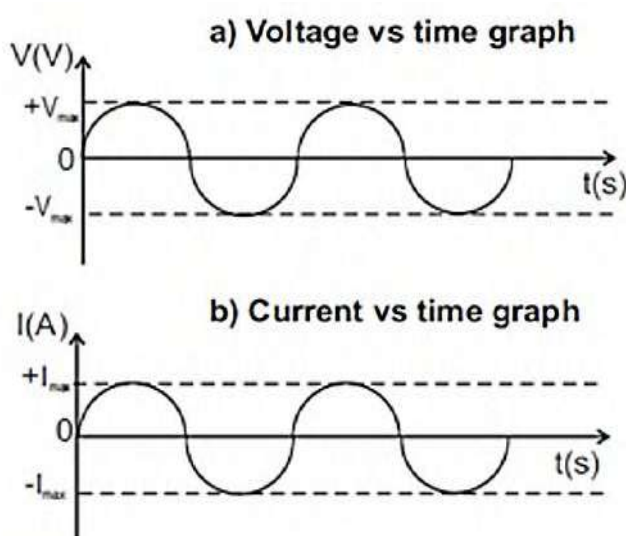 a) Voltage vs time graph
V(V)
+Vmax
0
t(s)
-Vmax
b) Current vs time graph
I(A)
+Imax
0
t(s)
-Imax